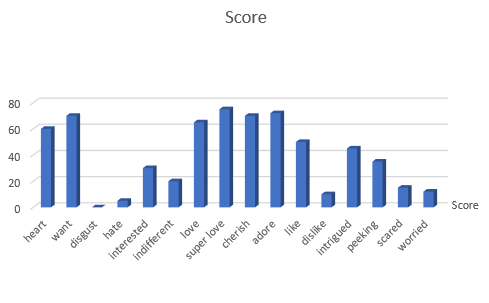 Score
80
60
40
20
0
heart
want
disgust
hate
interested
indifferent
love
super love
cherish
adore
like
dislike
intrigued
peeking
scared
worried
Score